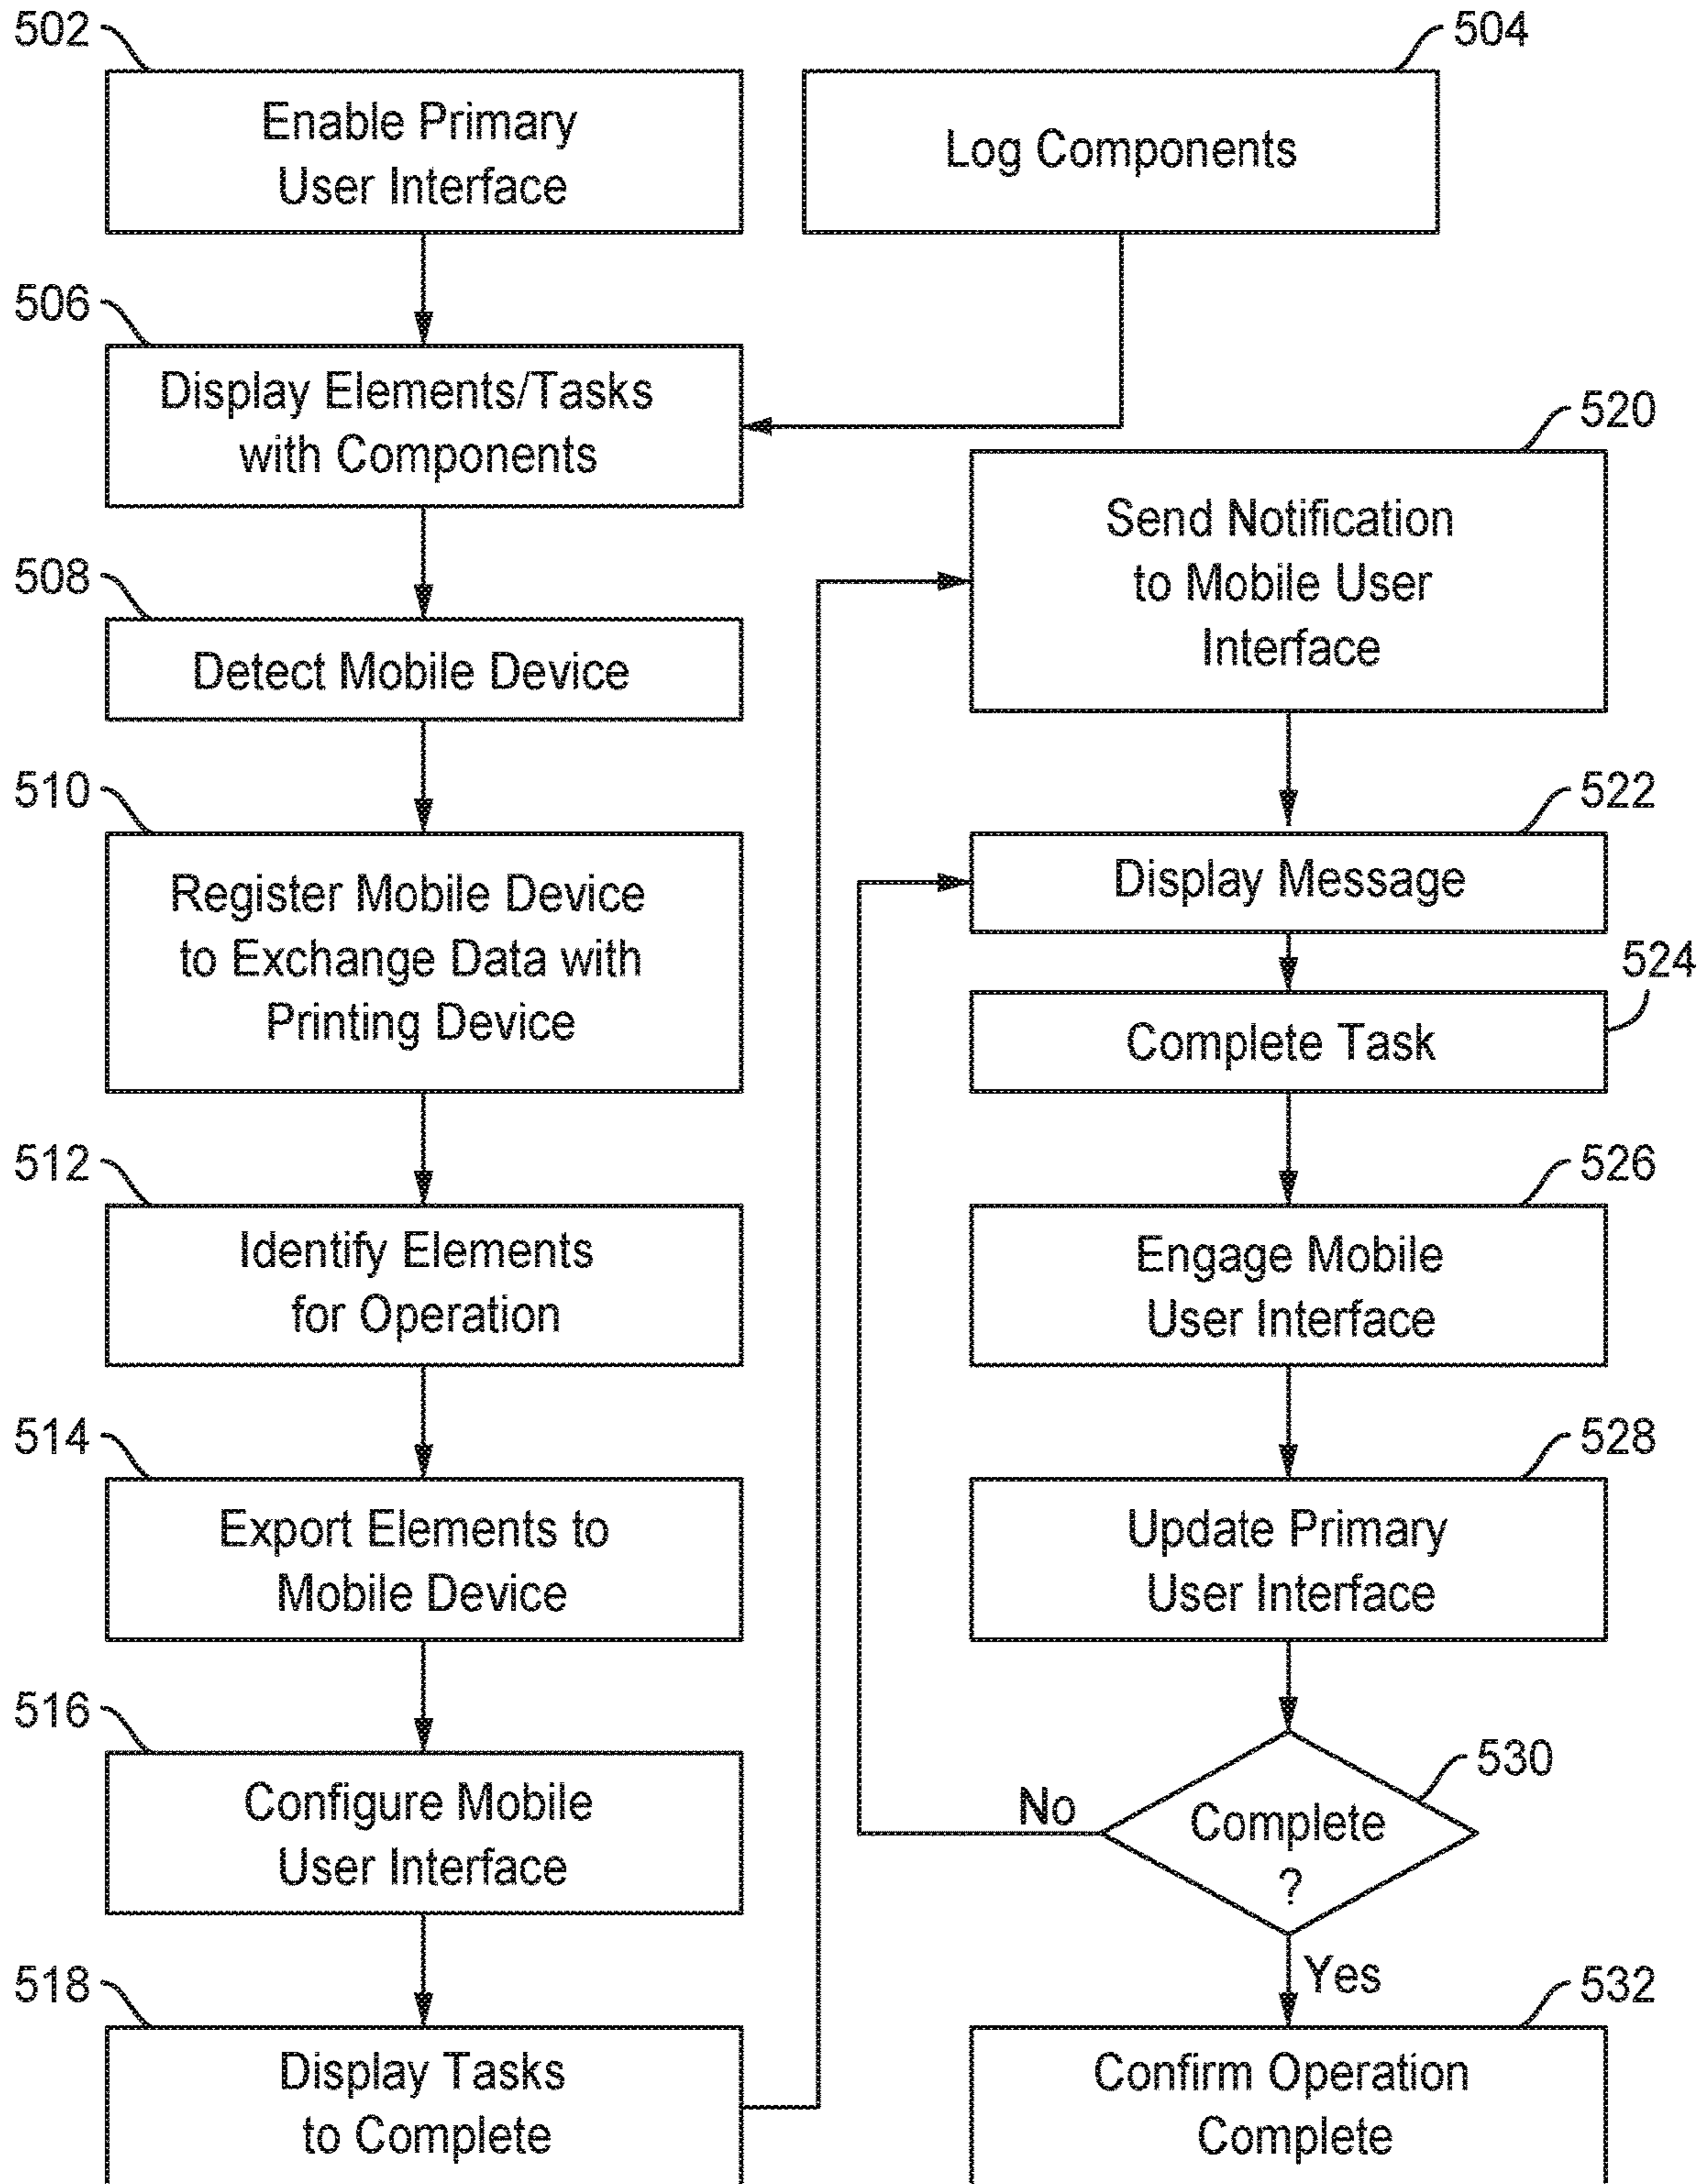 502
Enable Primary
User Interface
504
Log Components
506
Display Elements/Tasks
with Components
508
Detect Mobile Device
510
Register Mobile Device
to Exchange Data with
Printing Device
512
Identify Elements
for Operation
514
Export Elements to
Mobile Device
516
Configure Mobile
User Interface
518
Display Tasks
to Complete
520
Send Notification
to Mobile User
Interface
522
Display Message
524
Complete Task
526
Engage Mobile
User Interface
528
Update Primary
User Interface
530
Complete
?
No
Yes
532
Confirm Operation
Complete